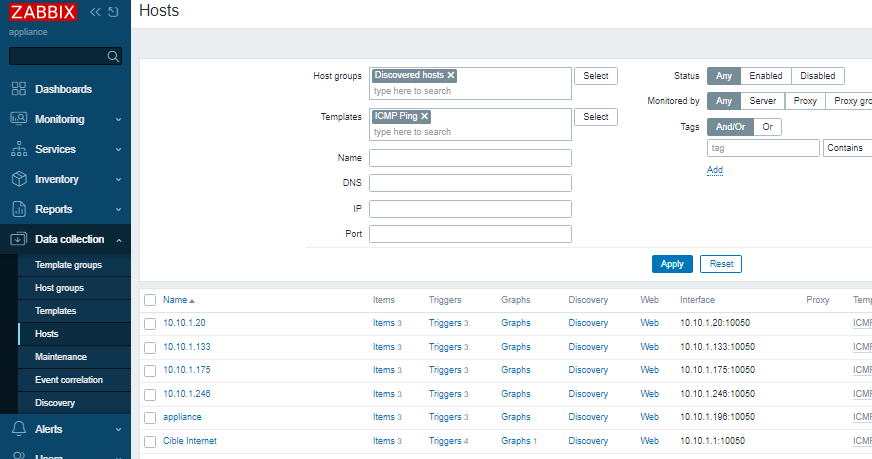 ZABBIX
appliance
Dashboards
Monitoring
Services
Inventory
Reports
Data collection
Template groups
Host groups
Templates
Hosts
Maintenance
Event correlation
Discovery
Alerts
Users
Hosts
Host groups Discovered hosts Select
type here to search
Templates ICMP Ping Select
type here to search
Name
DNS
IP
Port
Status Any Enabled Disabled
Monitored by Any Server Proxy Proxy gro
Tags And/Or Or
tag Contains
Add
Apply Reset
Name Items Triggers Graphs Discovery Web Interface Proxy Temp
10.10.1.20 Items 3 Triggers 3 Graphs Discovery Web 10.10.1.20:10050 ICMF
10.10.1.133 Items 3 Triggers 3 Graphs Discovery Web 10.10.1.133:10050 ICMF
10.10.1.175 Items 3 Triggers 3 Graphs Discovery Web 10.10.1.175:10050 ICMF
10.10.1.246 Items 3 Triggers 3 Graphs Discovery Web 10.10.1.246:10050 ICMF
appliance Items 3 Triggers 3 Graphs Discovery Web 10.10.1.196:10050 ICMF
Cible Internet Items 3 Triggers 4 Graphs 1 Discovery Web 10.10.1.1:10050 ICMF